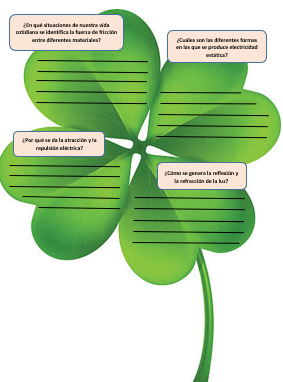 ¿En qué situaciones de nuestra vida
cotidiana se identifica la fuerza de fricción
entre diferentes materiales?
¿Cuáles son las diferentes formas
en las que se produce electricidad
estática?
¿Por qué se da la atracción y la
repulsión eléctrica?
¿Cómo se genera la reflexión y
la refracción de la luz?